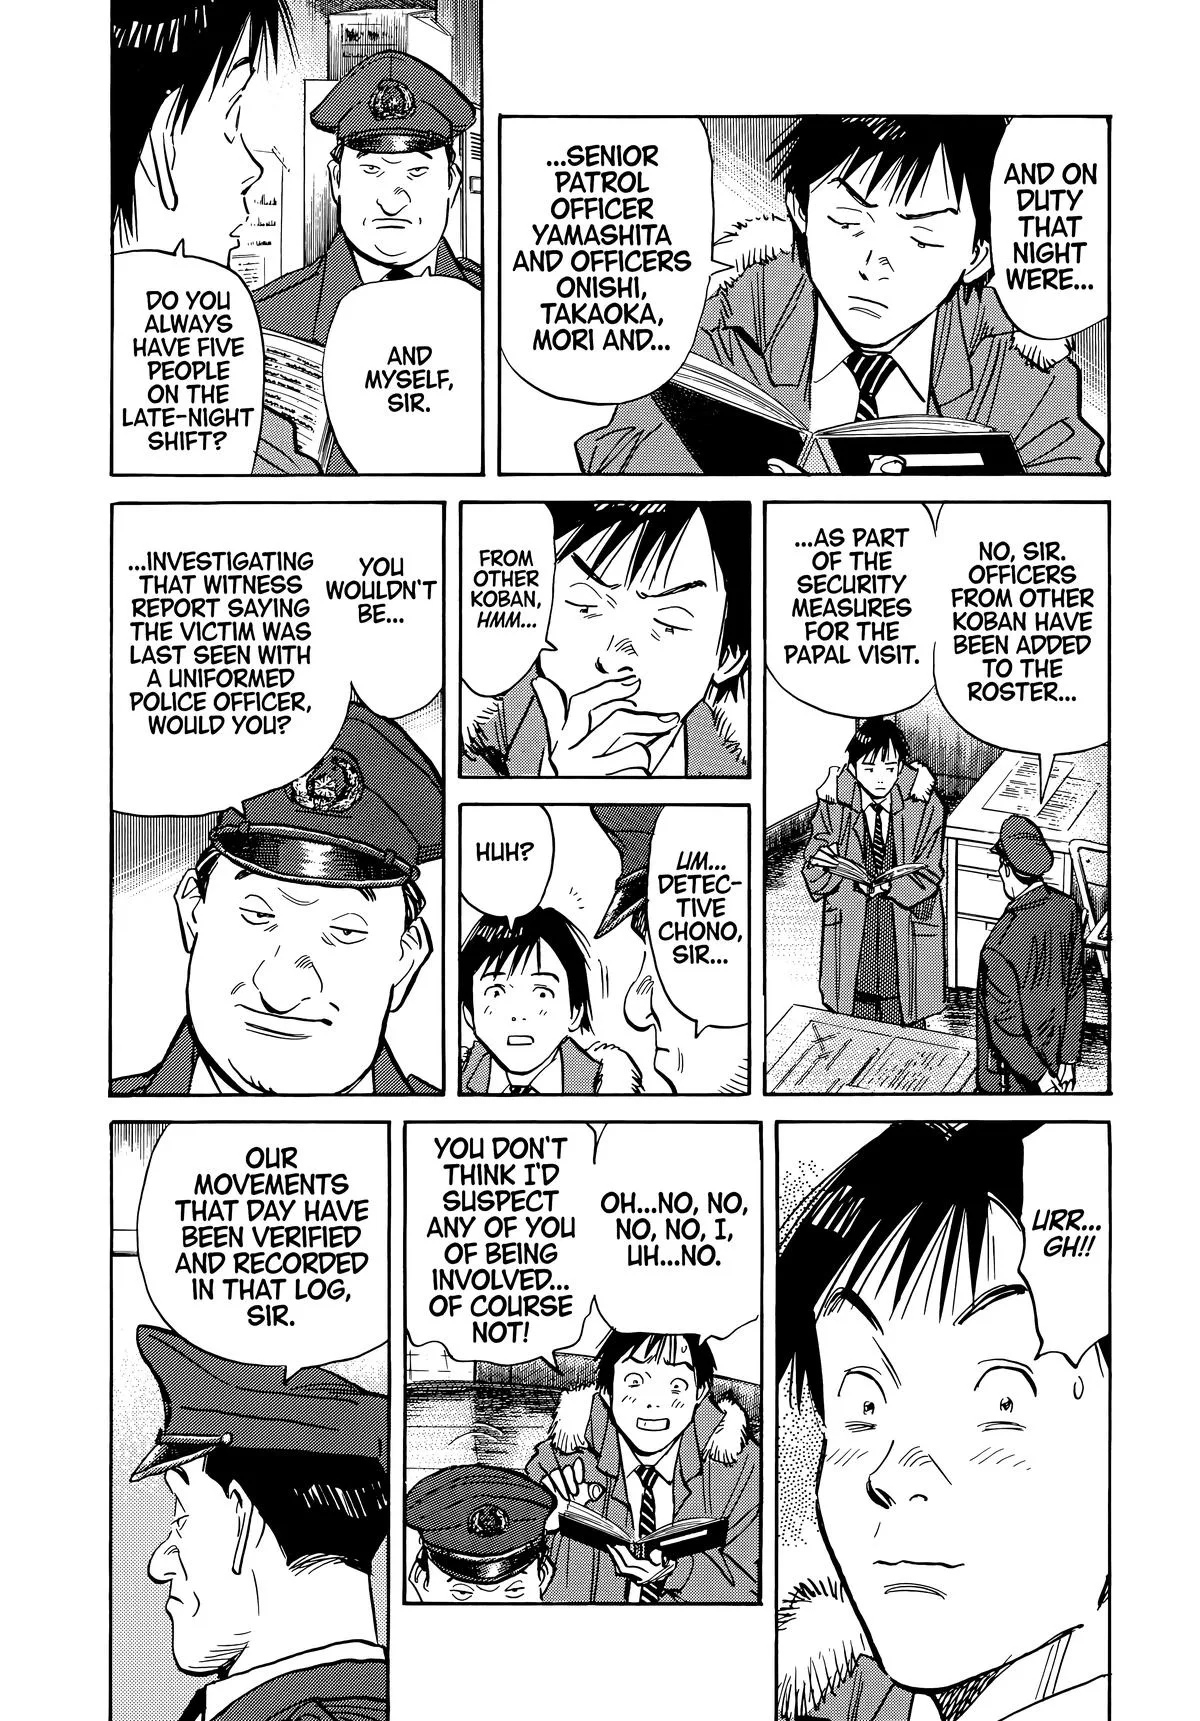 AND ON
DUTY
THAT
NIGHT
WERE...
...SENIOR
PATROL
OFFICER
YAMASHITA
AND OFFICERS
ONISHI,
TAKAOKA,
MORI AND...
AND
MYSELF,
SIR.
DO YOU
ALWAYS
HAVE FIVE
PEOPLE
ON THE
LATE-NIGHT
SHIFT?
NO, SIR.
OFFICERS
FROM OTHER
KOBAN HAVE
BEEN ADDED
TO THE
ROSTER...
...AS PART
OF THE
SECURITY
MEASURES
FOR THE
PAPAL VISIT.
FROM
OTHER
KOBAN,
HMM...
UM...
DETEC-
TIVE
CHONO,
SIR...
HUH?
YOU
WOULDN'T
BE...
...INVESTIGATING
THAT WITNESS
REPORT SAYING
THE VICTIM WAS
LAST SEEN WITH
A UNIFORMED
POLICE OFFICER,
WOULD YOU?
URR...
GH!!
OH...NO, NO,
NO, NO, I,
UH...NO.
YOU DON'T
THINK I'D
SUSPECT
ANY OF YOU
OF BEING
INVOLVED...
OF COURSE
NOT!
OUR
MOVEMENTS
THAT DAY HAVE
BEEN VERIFIED
AND RECORDED
IN THAT LOG,
SIR.